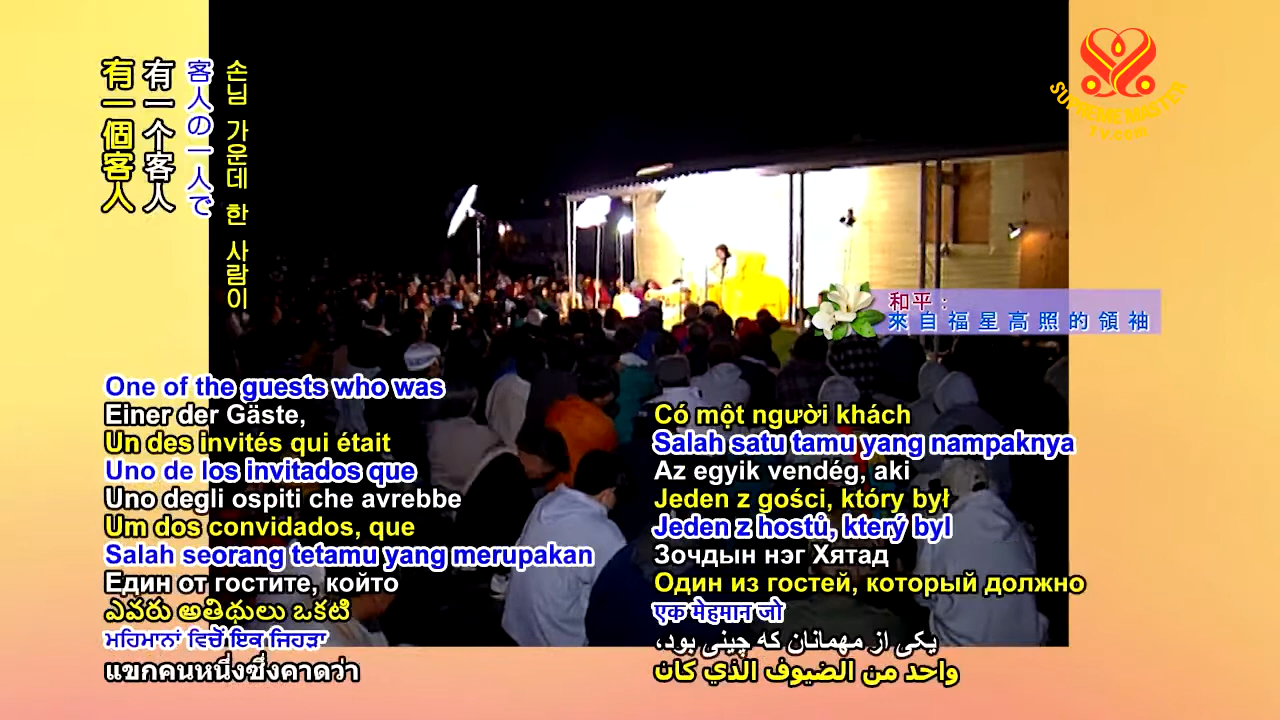 有一個客人
有一个客人
客人の一人で
손님 가운데 한 사람이
SUPREME MASTER
TV.com
和平：
來自福星高照的領袖
One of the guests who was
Einer der Gäste,
Un des invités qui était
Uno de los invitados que
Uno degli ospiti che avrebbe
Um dos convidados, que
Salah seorang tetamu yang merupakan
Един от гостите, който
ఎవరు అతిథులు ఒకటి
ਮਹਿਮਾਨਾਂ ਵਿਚੋਂ ਇਕ ਜਿਹੜਾ
แขกคนหนึ่งซึ่งคาดว่า
Có một người khách
Salah satu tamu yang nampaknya
Az egyik vendég, aki
Jeden z gości, który był
Jeden z hostů, který byl
Зочдын нэг Хятад
Один из гостей, который должно
एक मेहमान जो
یکی از مهمانان که چینی بود،
واحد من الضيوف الذي كان